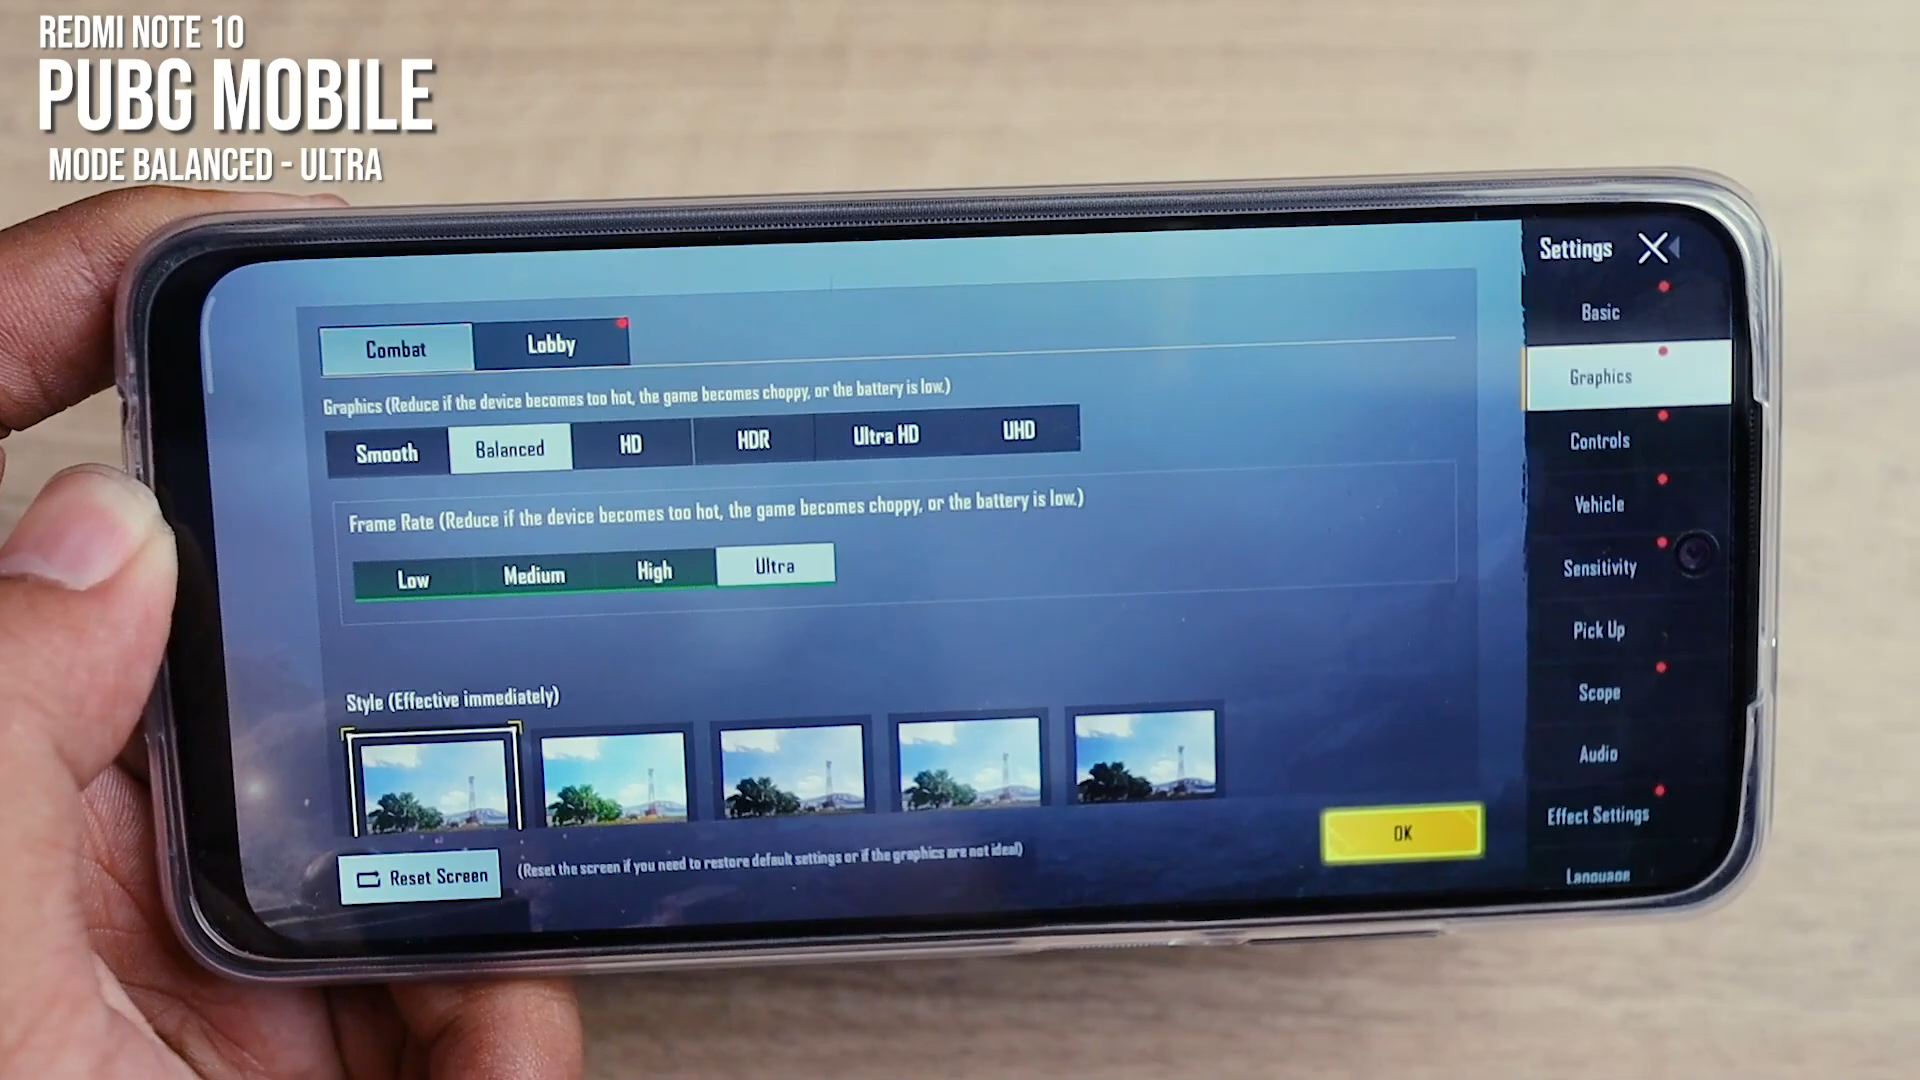 REDMI NOTE 10
PUBG MOBILE
MODE BALANCED - ULTRA
Settings
Combat
Lobby
Graphics (Reduce if the device becomes too hot, the game becomes choppy, or the battery is low.)
Smooth
Balanced
HD
HDR
Ultra HD
UHD
Frame Rate (Reduce if the device becomes too hot, the game becomes choppy, or the battery is low.)
Low
Medium
High
Ultra
Style (Effective immediately)
Reset Screen
(Reset the screen if you need to restore default settings or if the graphics are not ideal)
OK
Basic
Graphics
Controls
Vehicle
Sensitivity
Pick Up
Scope
Audio
Effect Settings
Language